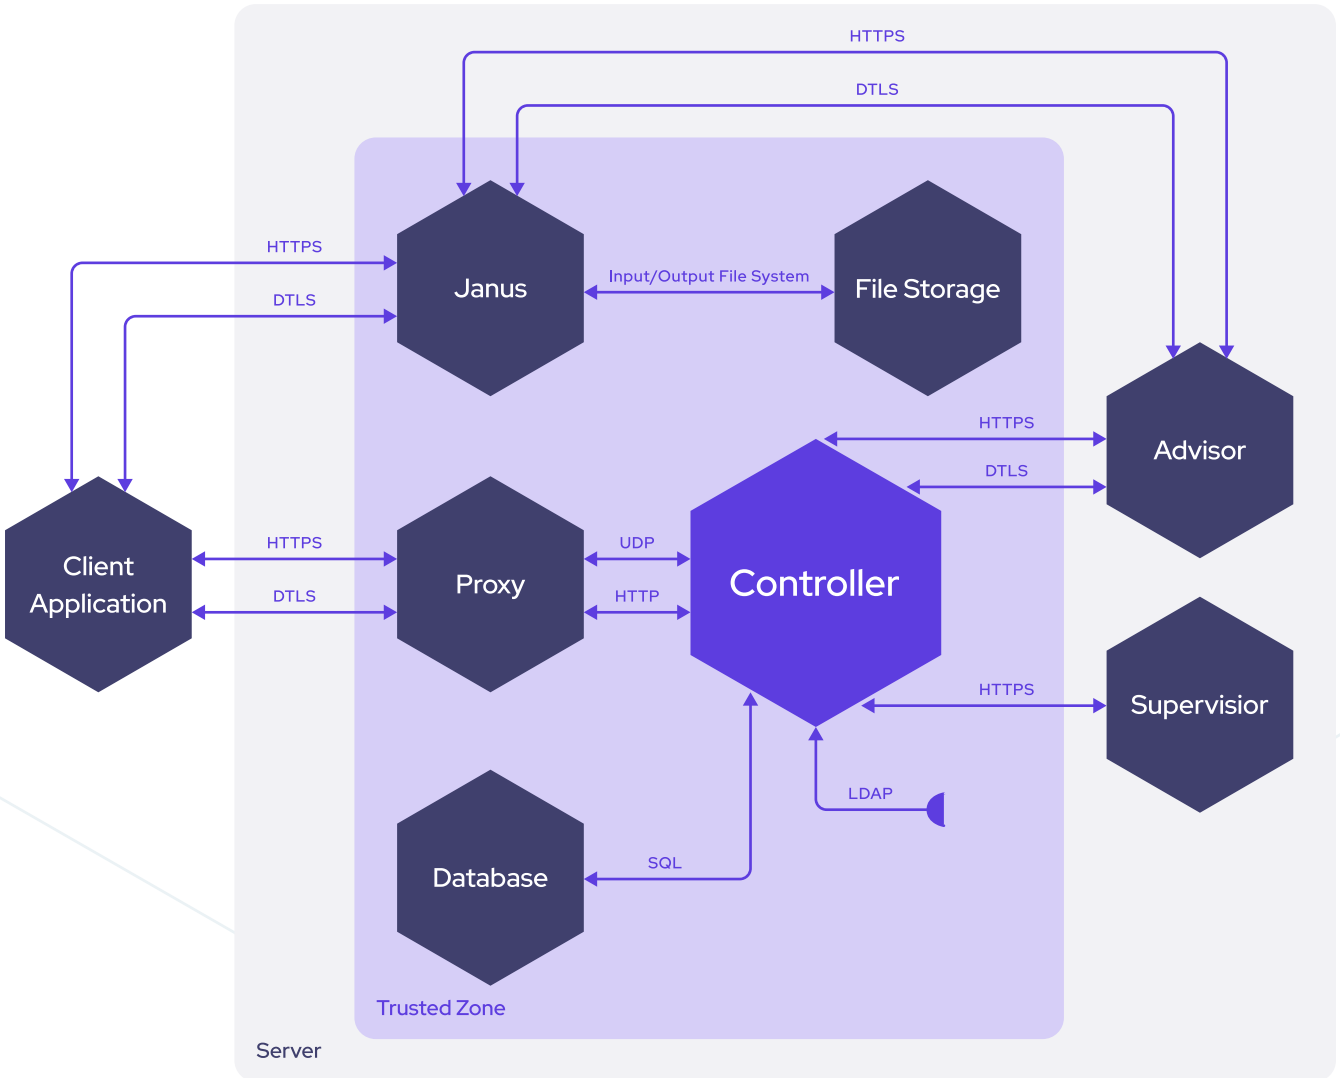 HTTPS
DTLS
HTTPS
DTLS
Janus
Input/Output File System
File Storage
HTTPS
DTLS
Advisor
Client
Application
HTTPS
DTLS
Proxy
UDP
HTTP
Controller
HTTPS
Supervisior
LDAP
SQL
Database
Trusted Zone
Server